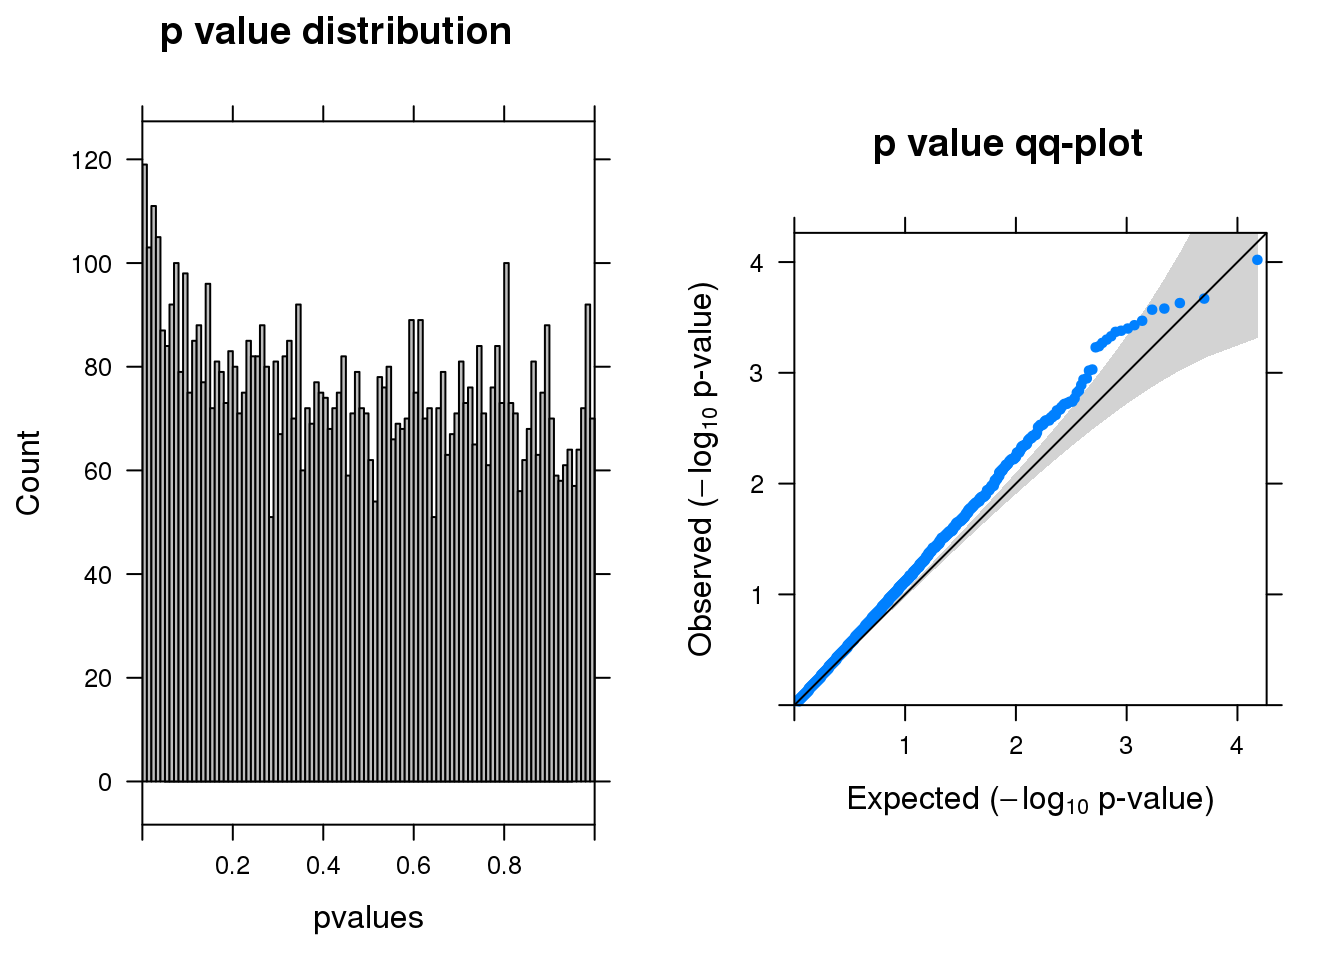 p value distribution
120
100
80
60
40
20
0
Count
0.2 0.4 0.6 0.8
pvalues
p value qq-plot
4
3
2
1
Observed (−log10 p-value)
1 2 3 4
Expected (−log10 p-value)